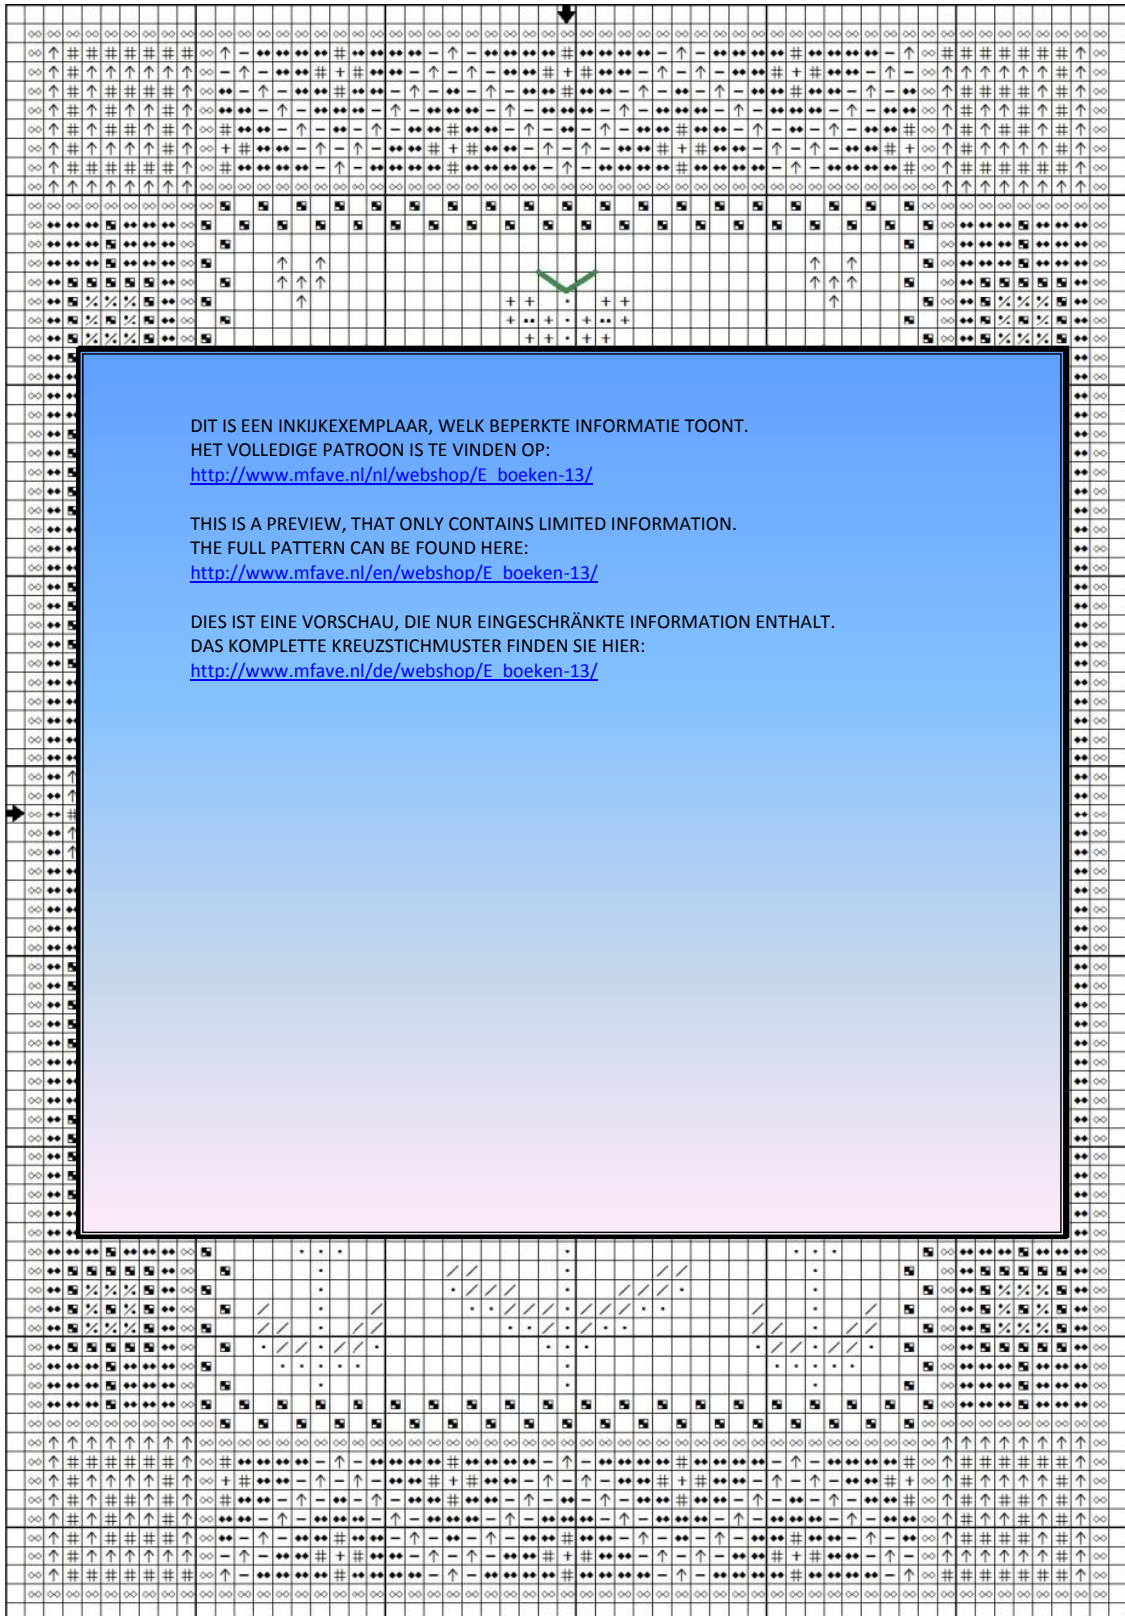 DIT IS EEN INKIJKEXEMPLAAR, WELK BEPERKTE INFORMATIE TOONT.
HET VOLLEDIGE PATROON IS TE VINDEN OP:
http://www.mfave.nl/nl/webshop/E_boeken-13/
THIS IS A PREVIEW, THAT ONLY CONTAINS LIMITED INFORMATION.
THE FULL PATTERN CAN BE FOUND HERE:
http://www.mfave.nl/en/webshop/E_boeken-13/
DIES IST EINE VORSCHAU, DIE NUR EINGESCHRÄNKTE INFORMATION ENTHALT.
DAS KOMPLETTE KREUZSTICHMUSTER FINDEN SIE HIER:
http://www.mfave.nl/de/webshop/E_boeken-13/